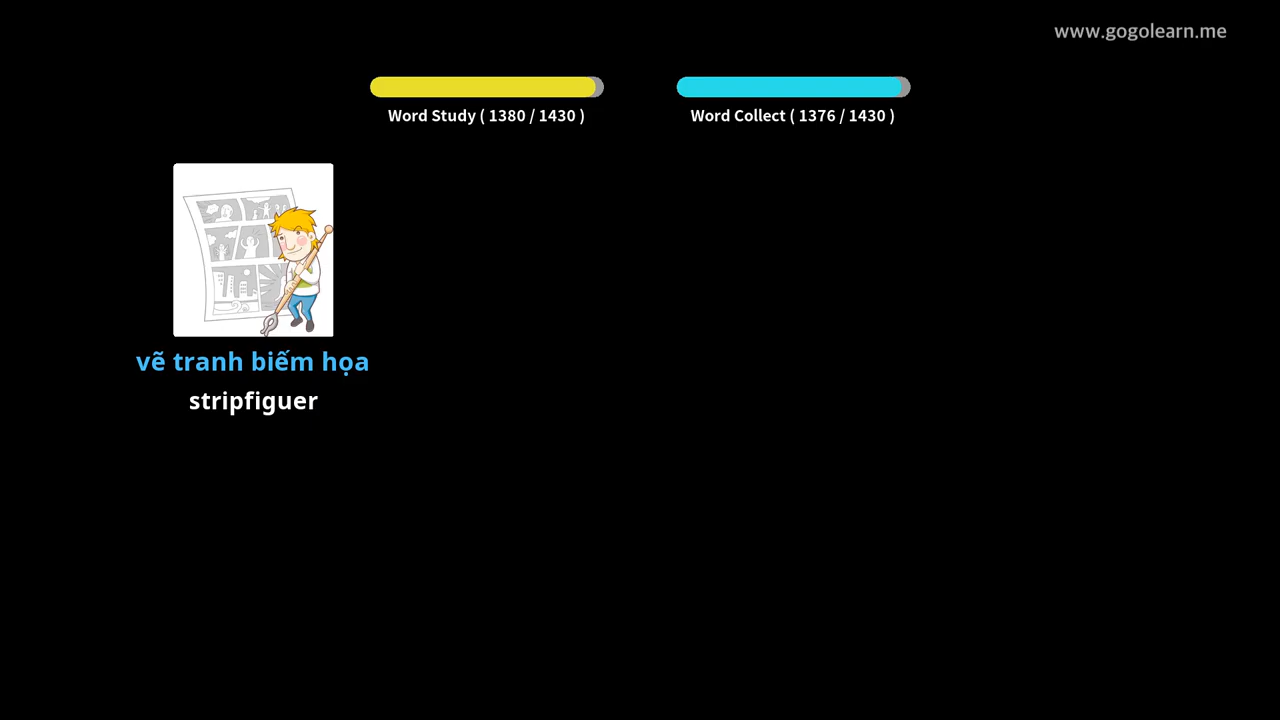 www.gogolearn.me
Word Study ( 1380 / 1430 )
Word Collect ( 1376 / 1430 )
vẽ tranh biếm họa
stripfiguer